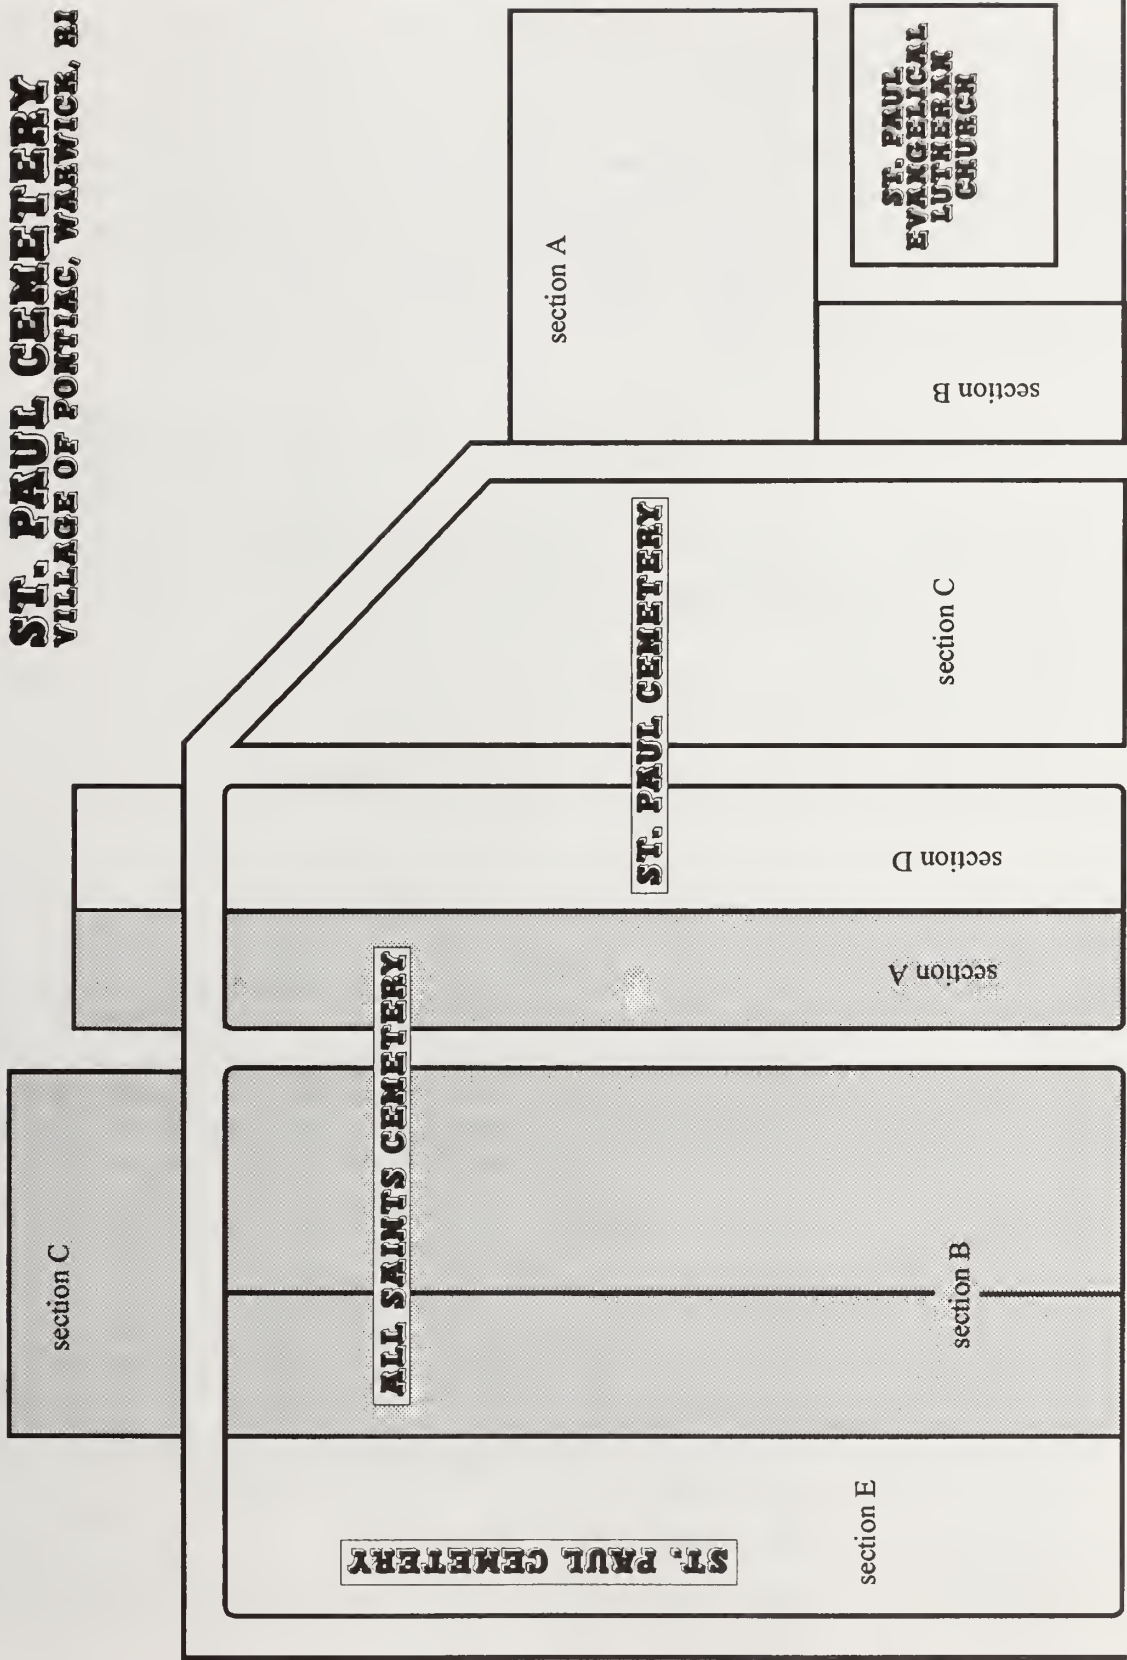 ST. PAUL CEMETERY
VILLAGE OF PONTIAC, WARWICK, RI
section A
ST. PAUL
EVANGELICAL
LUTHERAN
CHURCH
section B
ST. PAUL CEMETERY
section C
section D
section A
ALL SAINTS CEMETERY
section C
section B
ST. PAUL CEMETERY
section E